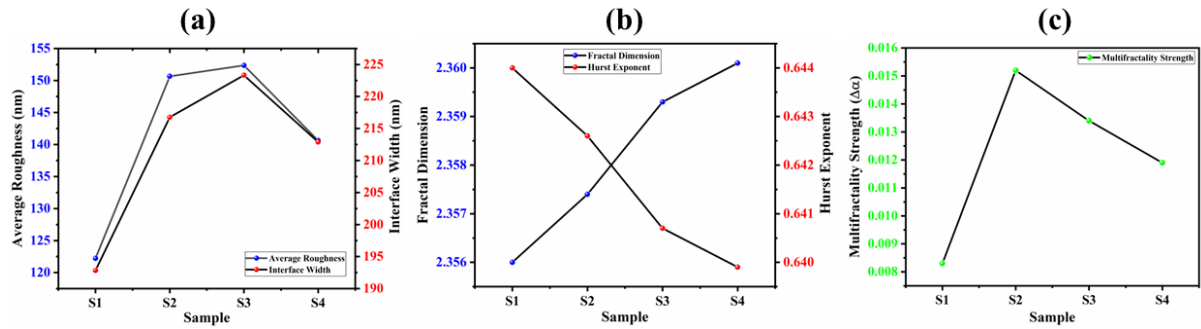 (a)
155
150
145
140
135
130
125
120
Average Roughness (nm)
225
220
215
210
205
200
195
190
Interface Width (nm)
Average Roughness
Interface Width
S1 S2 S3 S4
Sample
(b)
2.360
2.359
2.358
2.357
2.356
Fractal Dimension
Fractal Dimension
Hurst Exponent
0.644
0.643
0.642
0.641
0.640
Hurst Exponent
S1 S2 S3 S4
Sample
(c)
0.016
0.015
0.014
0.013
0.012
0.011
0.010
0.009
0.008
Multifractality Strength (Δα)
Multifractality Strength
S1 S2 S3 S4
Sample